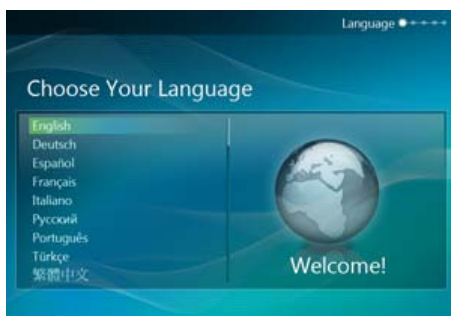 Language
Choose Your Language
English
Deutsch
Español
Français
Italiano
Русский
Português
Türkçe
繁體中文
Welcome!